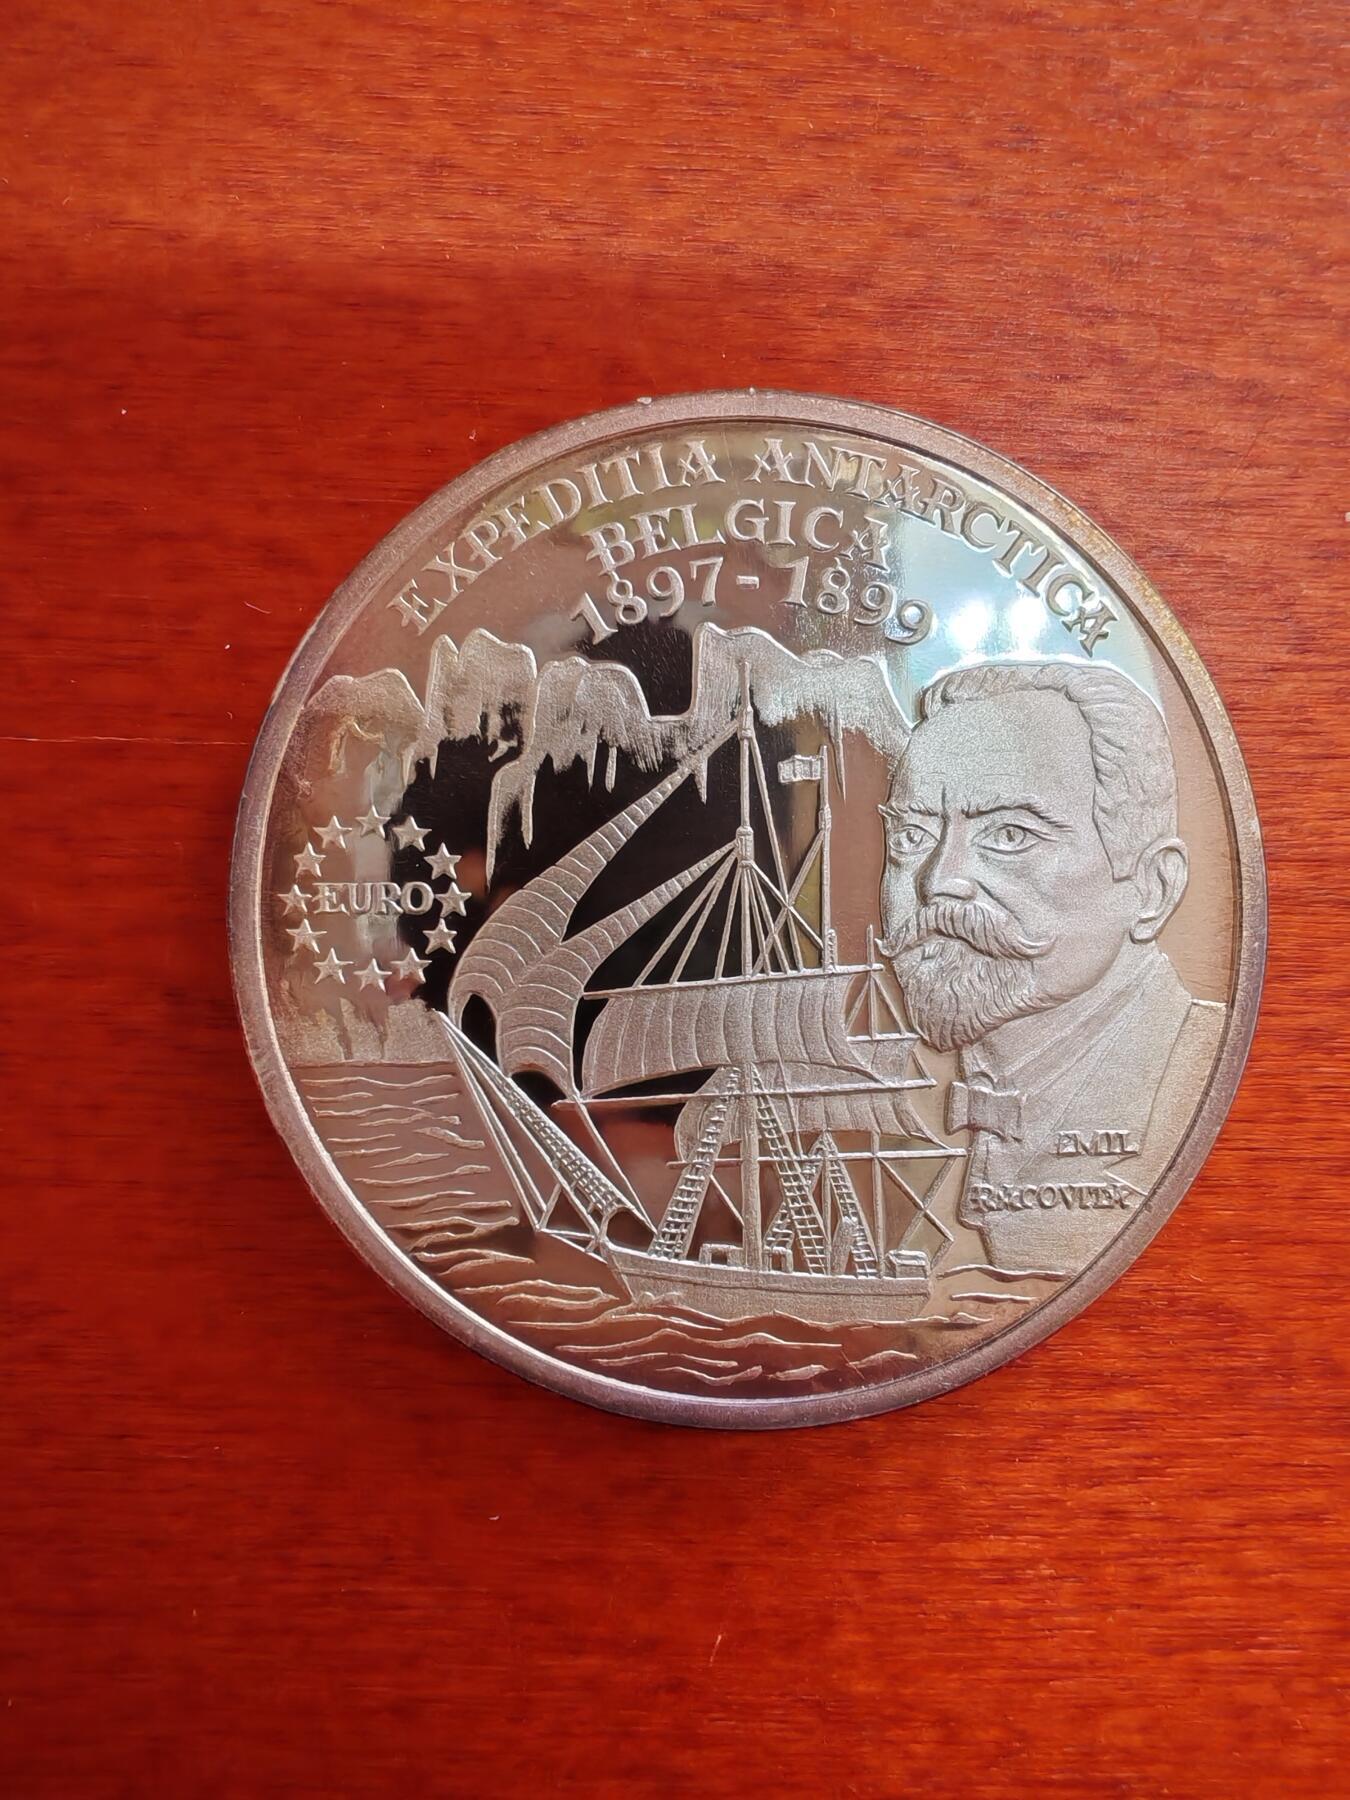 EXPEDITIA ANTARCTICA
BELGICA
1897-1899
EURO
EMIL
RACOVITA